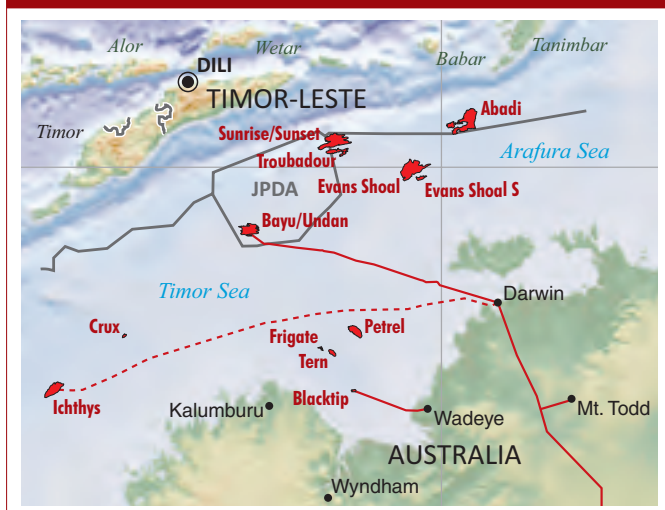 Alor
Wetar
Babar
Tanimbar
DILI
TIMOR-LESTE
Timor
Abadi
Sunrise/Sunset
Arafura Sea
Troubadour
JPDA
Evans Shoal
Evans Shoal S
Bayu/Undan
Timor Sea
Darwin
Crux
Frigate
Petrel
Tern
Ichthys
Kalumburu
Blacktip
Wadeye
Mt. Todd
AUSTRALIA
Wyndham